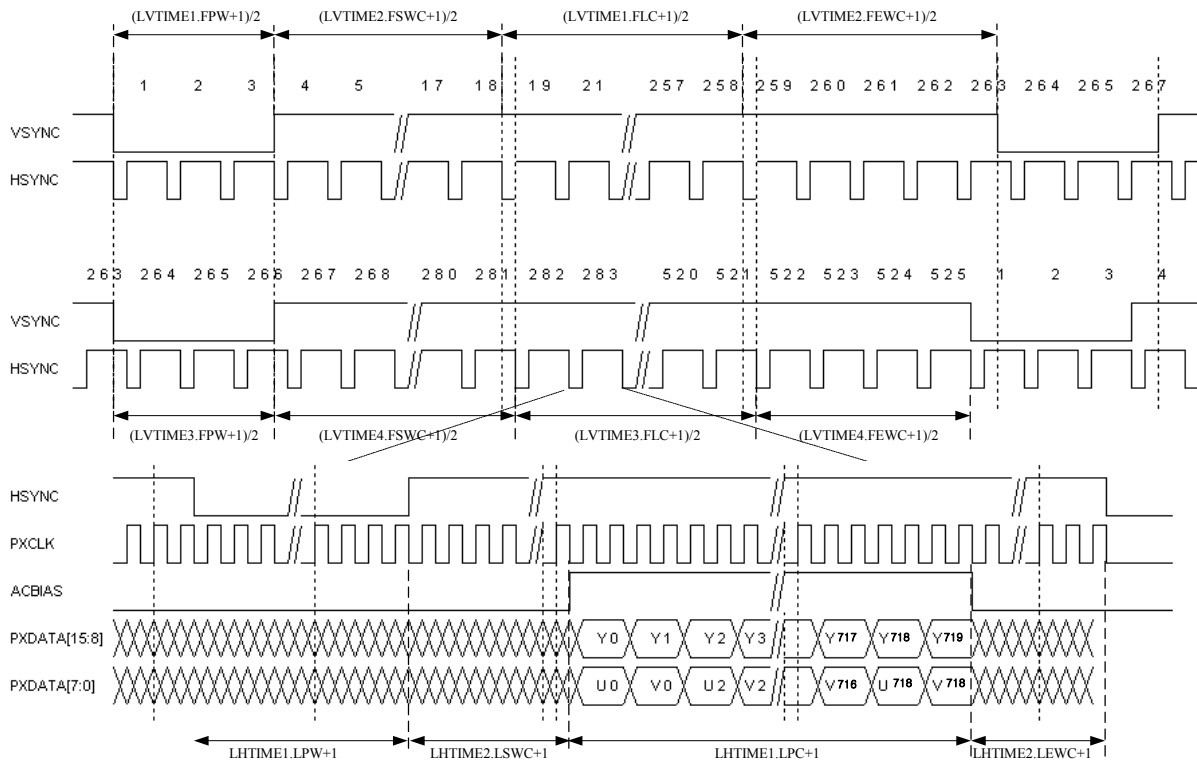 (LVTIME1.FPW+1)/2 (LVTIME2.FSWC+1)/2 (LVTIME1.FLC+1)/2 (LVTIME2.FEWC+1)/2
1 2 3 4 5 17 18 19 21 257 258 259 260 261 262 263 264 265 267
VSYNC
HSYNC
263 264 265 266 267 268 280 281 282 283 520 521 522 523 524 525 1 2 3 4
VSYNC
HSYNC
(LVTIME3.FPW+1)/2 (LVTIME4.FSWC+1)/2 (LVTIME3.FLC+1)/2 (LVTIME4.FEWC+1)/2
HSYNC
PXCLK
ACBIAS
PXDATA[15:8] Y0 Y1 Y2 Y3 Y717 Y718 Y719
PXDATA[7:0] U0 V0 U2 V2 V716 U718 V718
LHTIME1.LPW+1 LHTIME2.LSWC+1 LHTIME1.LPC+1 LHTIME2.LEWC+1